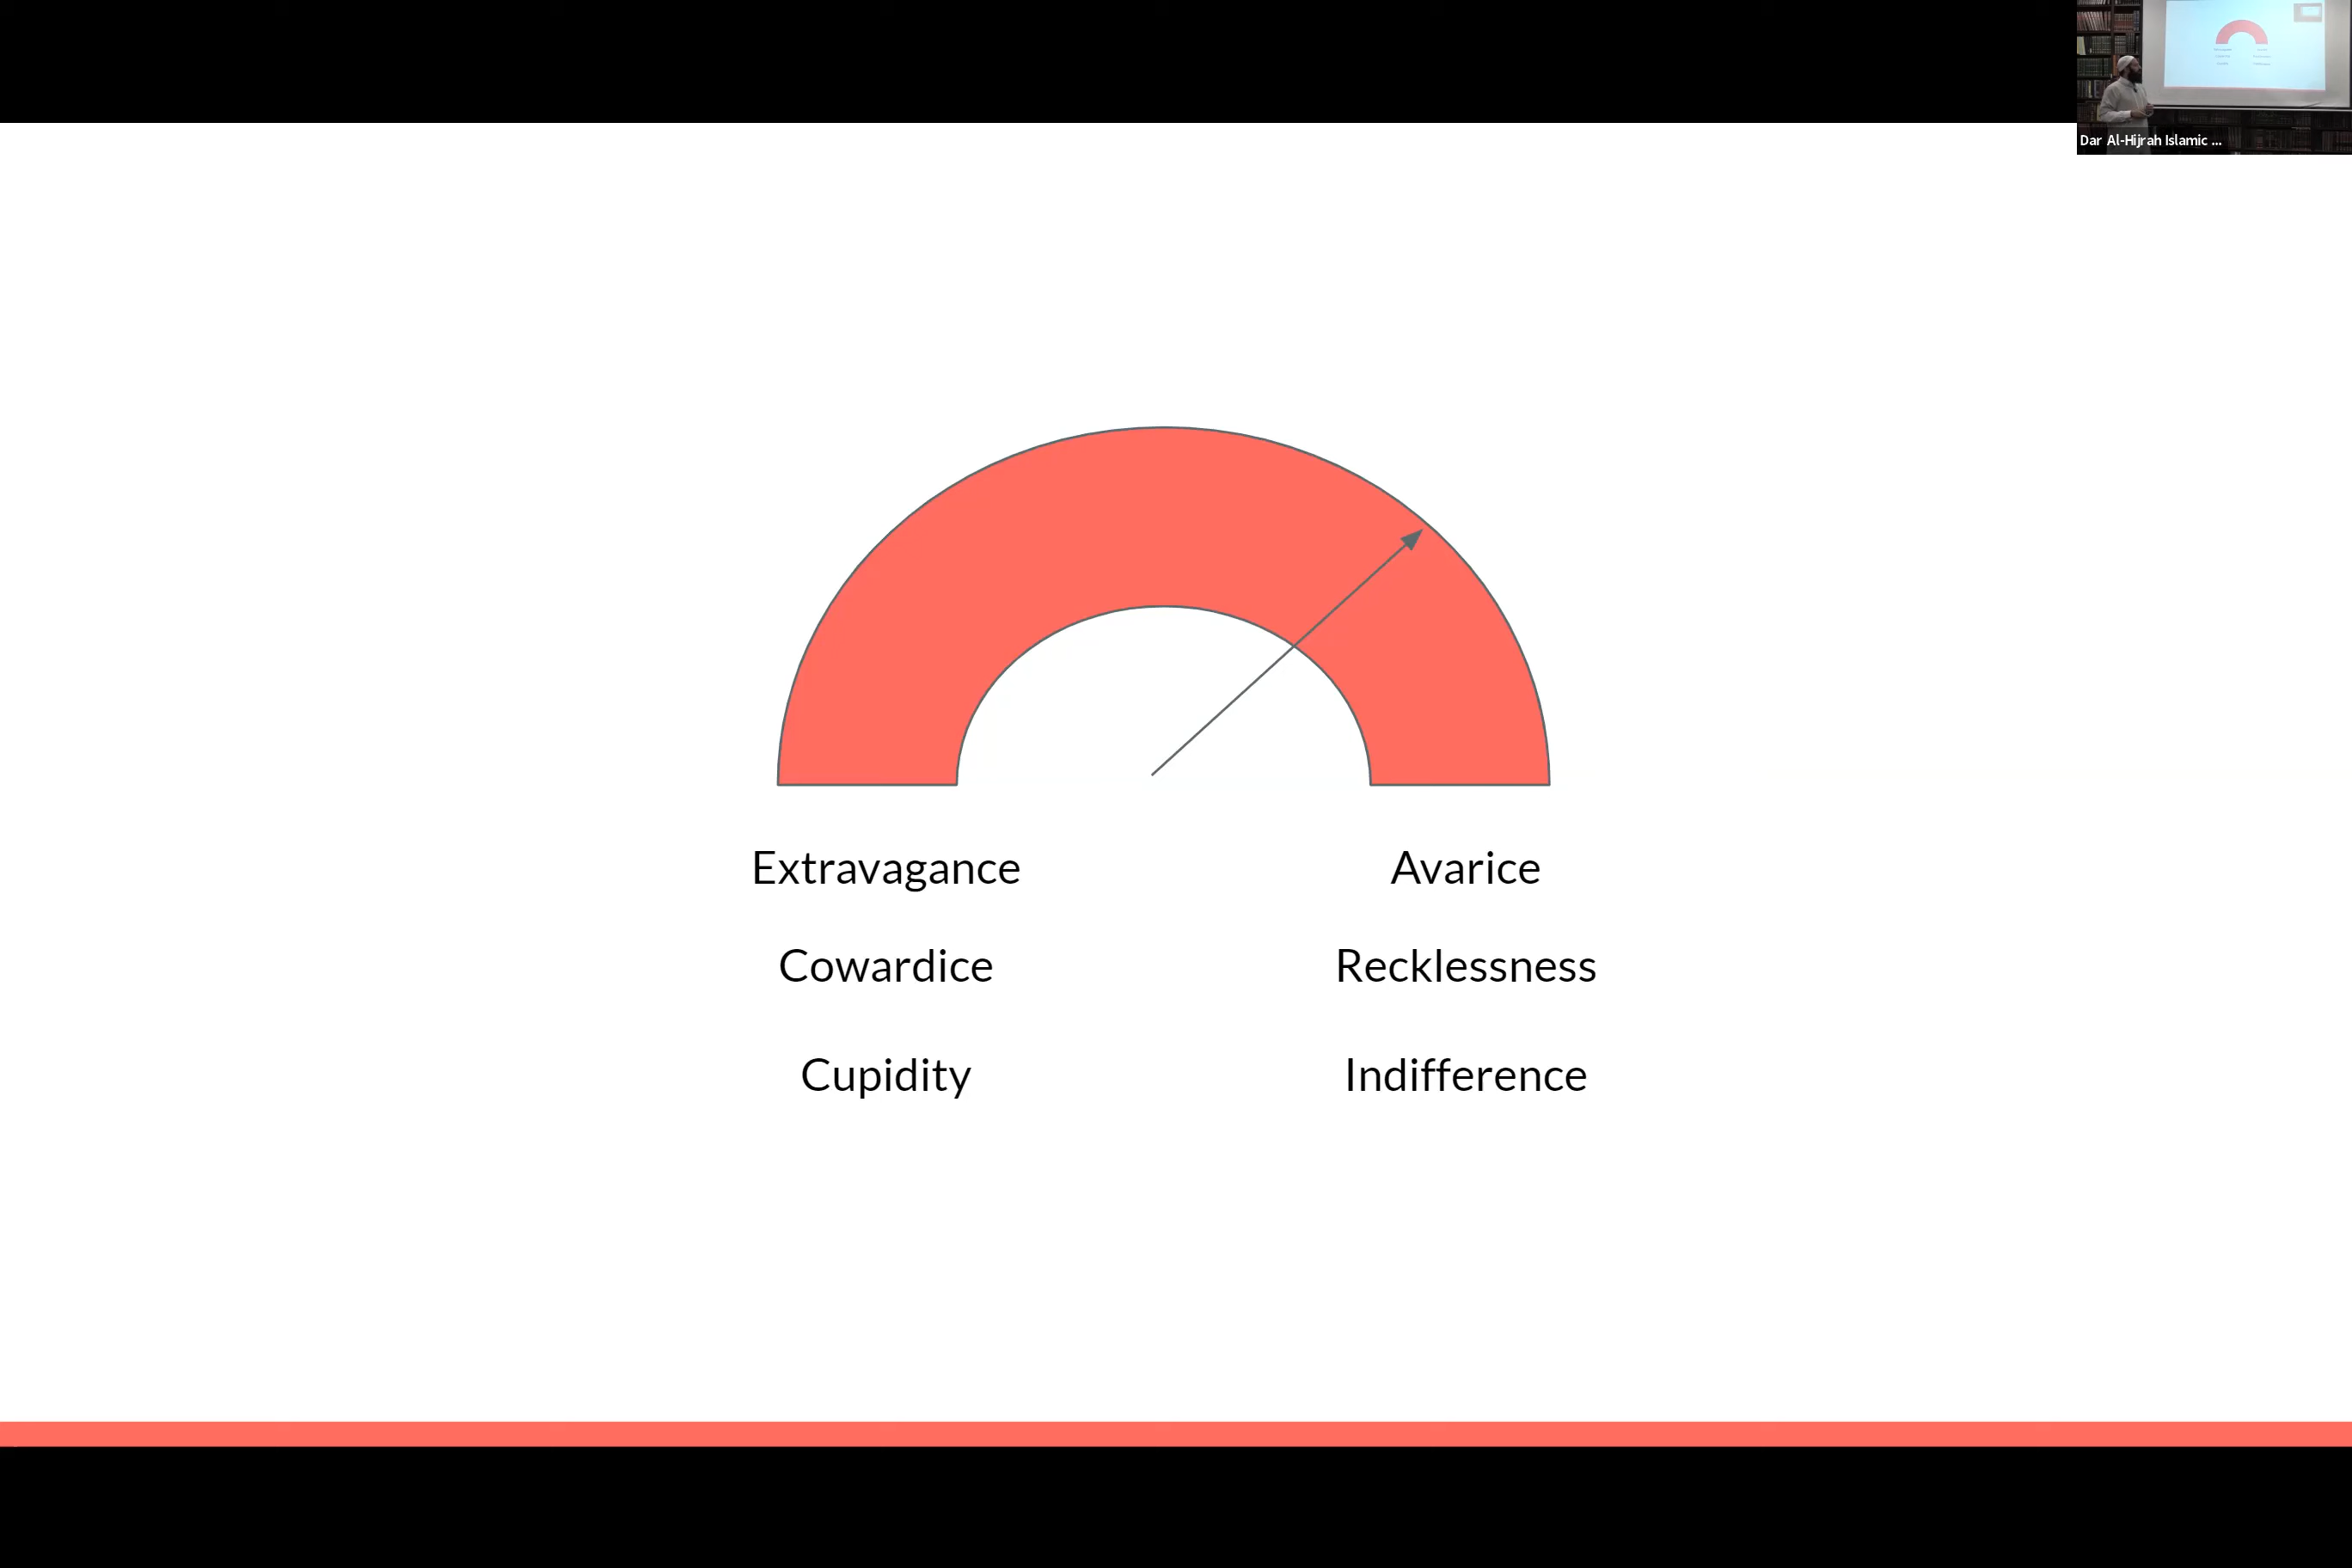 Dar Al-Hijrah Islamic ...
Extravagance Avarice
Cowardice Recklessness
Cupidity Indifference